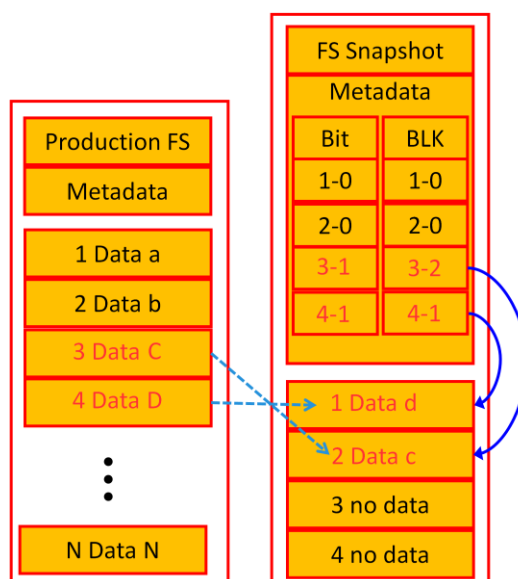 Production FS
Metadata
1 Data a
2 Data b
3 Data C
4 Data D
N Data N
FS Snapshot
Metadata
Bit BLK
1-0 1-0
2-0 2-0
3-1 3-2
4-1 4-1
1 Data d
2 Data c
3 no data
4 no data